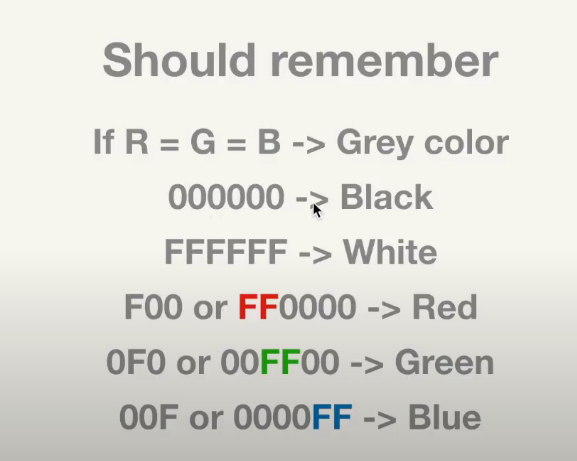 Should remember
If R = G = B -> Grey color
000000 -> Black
FFFFFF -> White
F00 or FF0000 -> Red
0F0 or 00FF00 -> Green
00F or 0000FF -> Blue